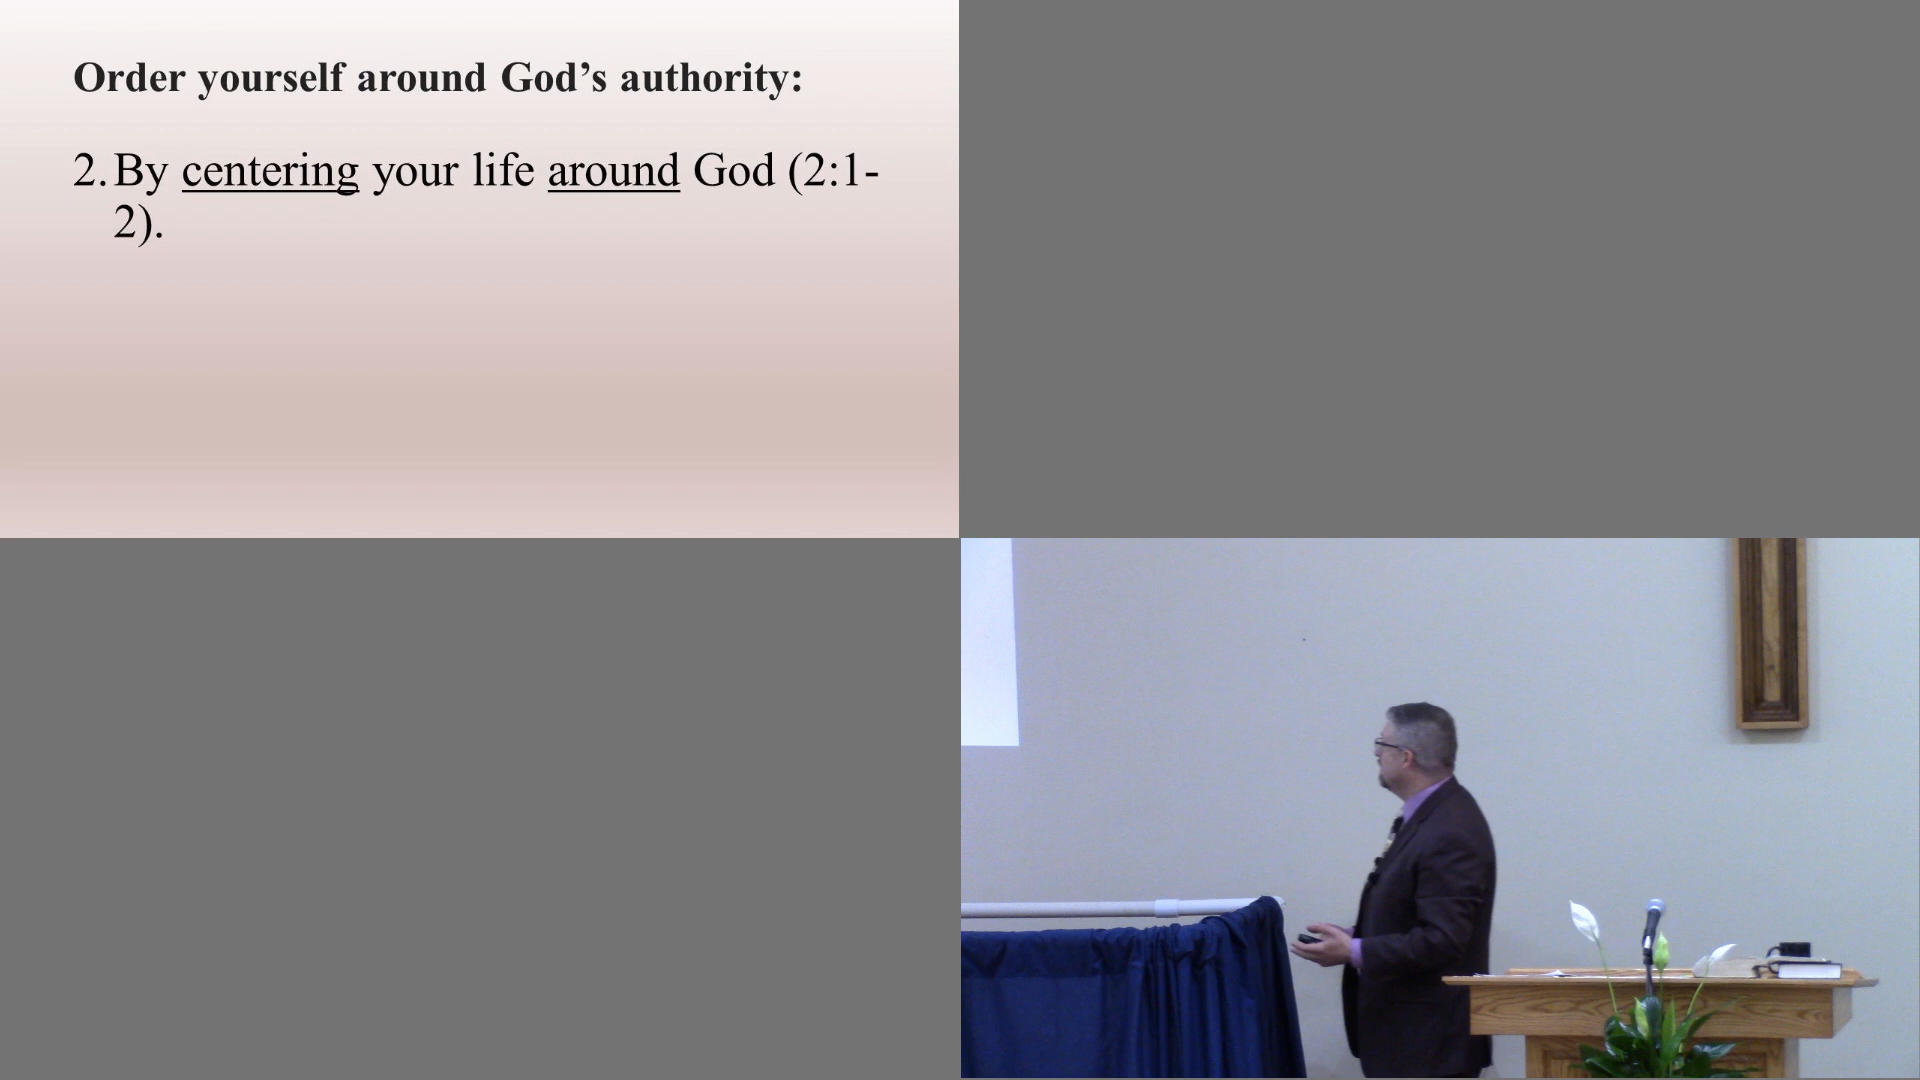 Order yourself around God’s authority:
2. By centering your life around God (2:1-
2).